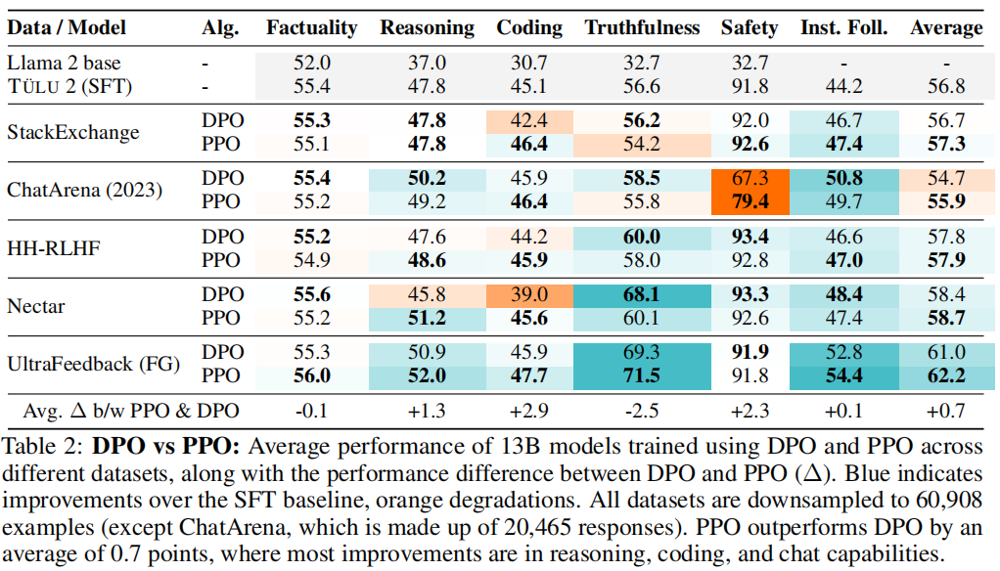 Data / Model Alg. Factuality Reasoning Coding Truthfulness Safety Inst. Foll. Average
Llama 2 base - 52.0 37.0 30.7 32.7 32.7 - -
TÜLU 2 (SFT) - 55.4 47.8 45.1 56.6 91.8 44.2 56.8
StackExchange DPO 55.3 47.8 42.4 56.2 92.0 46.7 56.7
PPO 55.1 47.8 46.4 54.2 92.6 47.4 57.3
ChatArena (2023) DPO 55.4 50.2 45.9 58.5 67.3 50.8 54.7
PPO 55.2 49.2 46.4 55.8 79.4 49.7 55.9
HH-RLHF DPO 55.2 47.6 44.2 60.0 93.4 46.6 57.8
PPO 54.9 48.6 45.9 58.0 92.8 47.0 57.9
Nectar DPO 55.6 45.8 39.0 68.1 93.3 48.4 58.4
PPO 55.2 51.2 45.6 60.1 92.6 47.4 58.7
UltraFeedback (FG) DPO 55.3 50.9 45.9 69.3 91.9 52.8 61.0
PPO 56.0 52.0 47.7 71.5 91.8 54.4 62.2
Avg. Δ b/w PPO & DPO -0.1 +1.3 +2.9 -2.5 +2.3 +0.1 +0.7
Table 2: DPO vs PPO: Average performance of 13B models trained using DPO and PPO across
different datasets, along with the performance difference between DPO and PPO (Δ). Blue indicates
improvements over the SFT baseline, orange degradations. All datasets are downsampled to 60,908
examples (except ChatArena, which is made up of 20,465 responses). PPO outperforms DPO by an
average of 0.7 points, where most improvements are in reasoning, coding, and chat capabilities.